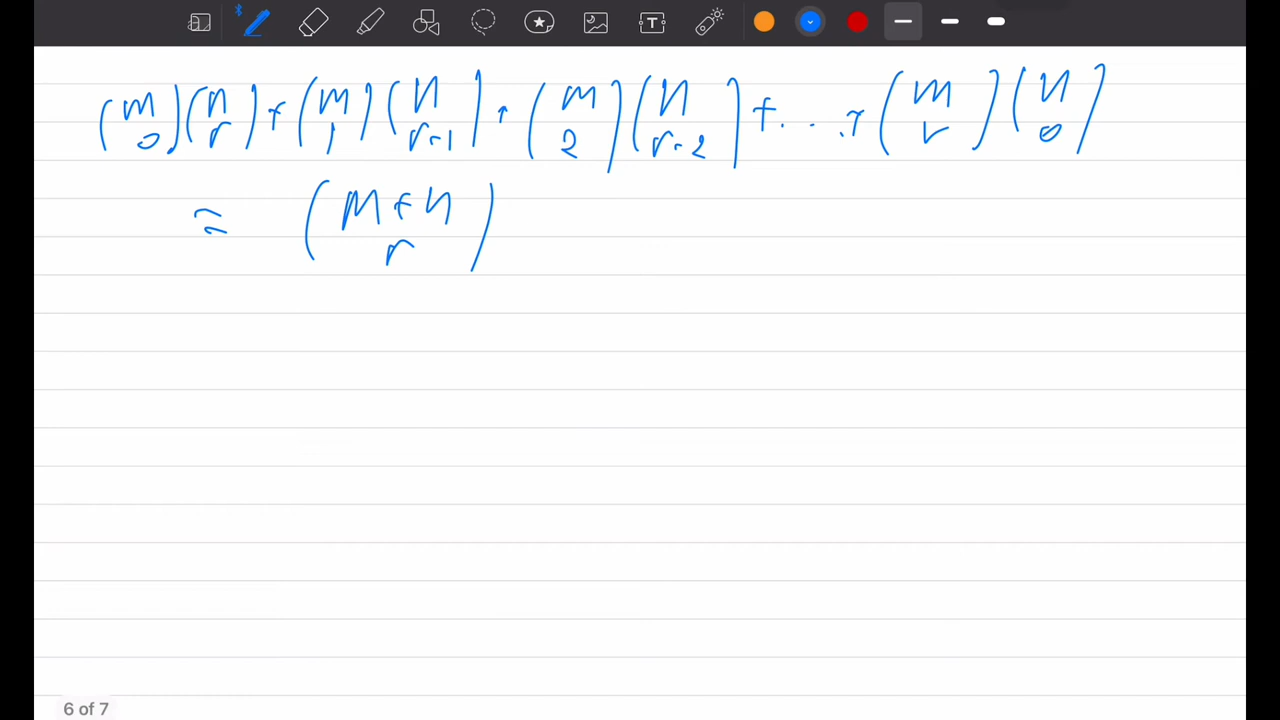 (m 0)(n r) + (m 1)(n r-1) + (m 2)(n r-2) + ... + (m r)(n 0)
= (m+n r)
6 of 7